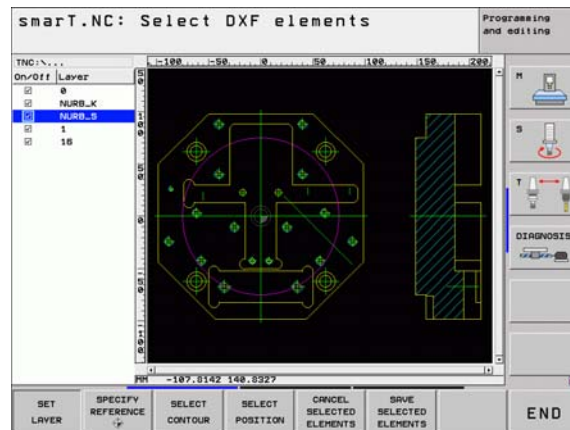 smarT.NC: Select DXF elements
Programming
and editing
TNC:\...
On/Off Layer
0
NURB_K
NURB_S
1
16
-100 -50 0 50 100 150 200
M
S
T
DIAGNOSIS
MM -107.8142 140.8327
SET
LAYER
SPECIFY
REFERENCE
SELECT
CONTOUR
SELECT
POSITION
CANCEL
SELECTED
ELEMENTS
SAVE
SELECTED
ELEMENTS
END